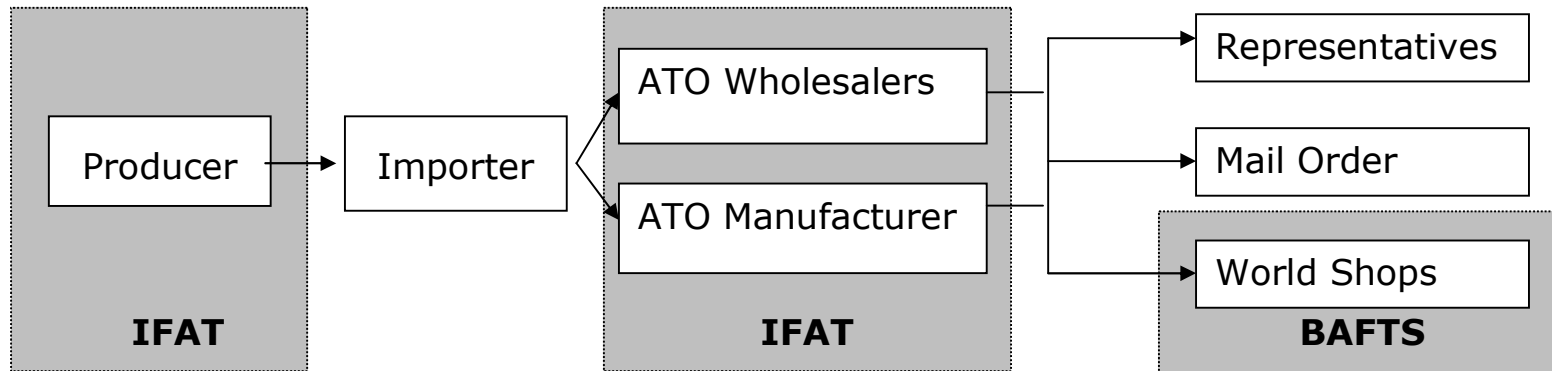 Producer
IFAT
Importer
ATO Wholesalers
ATO Manufacturer
IFAT
Representatives
Mail Order
World Shops
BAFTS